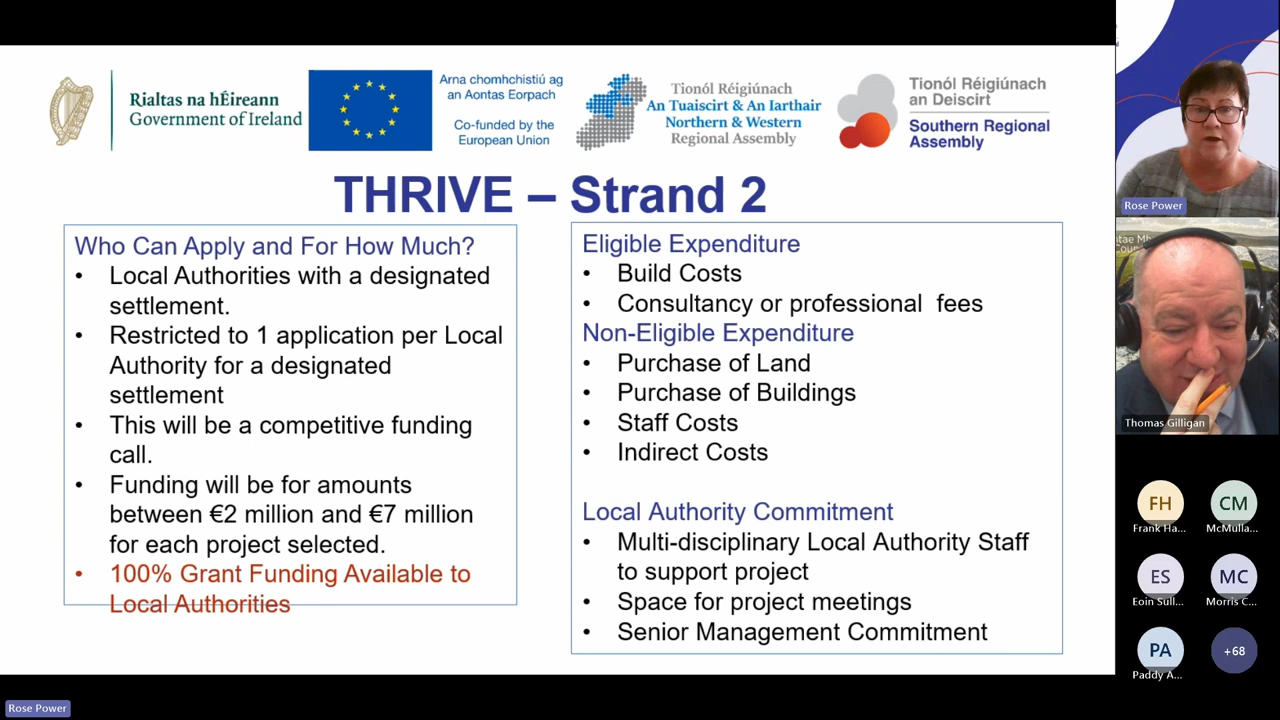 Rialtas na hÉireann
Government of Ireland
Arna chomhchistiú ag
an Aontas Eorpach
Co-funded by the
European Union
Tionól Réigiúnach
An Tuaiscirt & An Iarthair
Northern & Western
Regional Assembly
Tionól Réigiúnach
an Deiscirt
Southern Regional
Assembly
THRIVE – Strand 2
Who Can Apply and For How Much?
• Local Authorities with a designated
settlement.
• Restricted to 1 application per Local
Authority for a designated
settlement
• This will be a competitive funding
call.
• Funding will be for amounts
between €2 million and €7 million
for each project selected.
• 100% Grant Funding Available to
Local Authorities
Eligible Expenditure
• Build Costs
• Consultancy or professional fees
Non-Eligible Expenditure
• Purchase of Land
• Purchase of Buildings
• Staff Costs
• Indirect Costs
Local Authority Commitment
• Multi-disciplinary Local Authority Staff
to support project
• Space for project meetings
• Senior Management Commitment
Rose Power
Thomas Gilligan
FH
Frank Ha...
CM
McMulla...
ES
Eoin Sull...
MC
Morris C...
PA
Paddy A...
+68
Rose Power